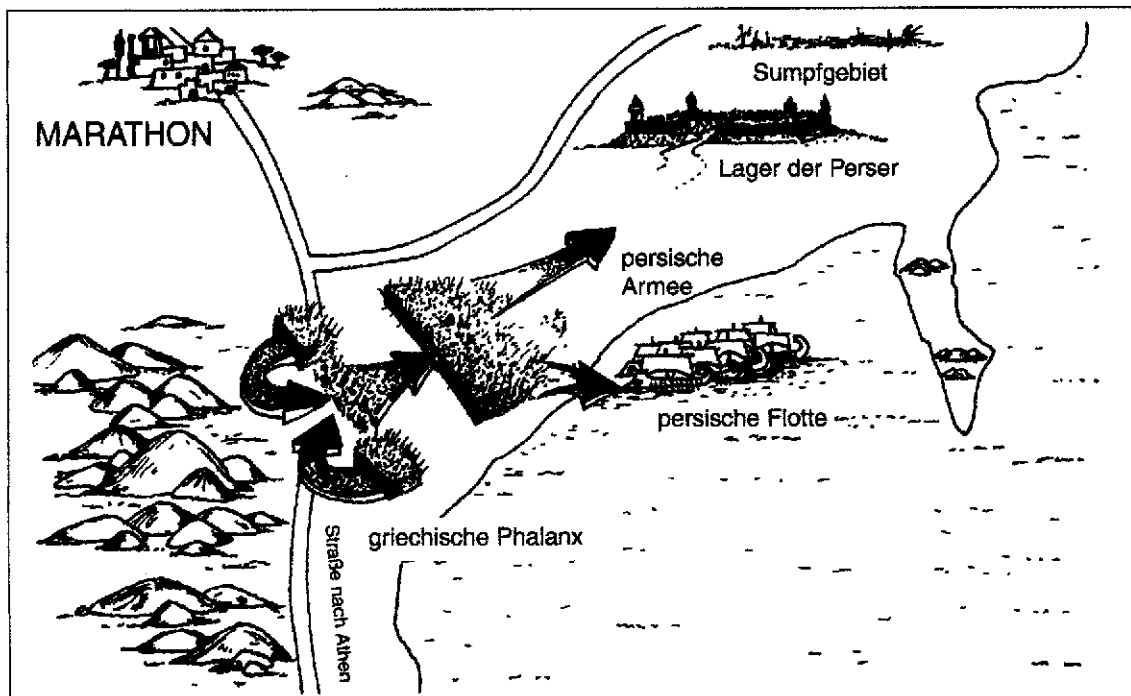 MARATHON
Sumpfgebiet
Lager der Perser
persische
Armee
persische Flotte
griechische Phalanx
Straße nach Athen